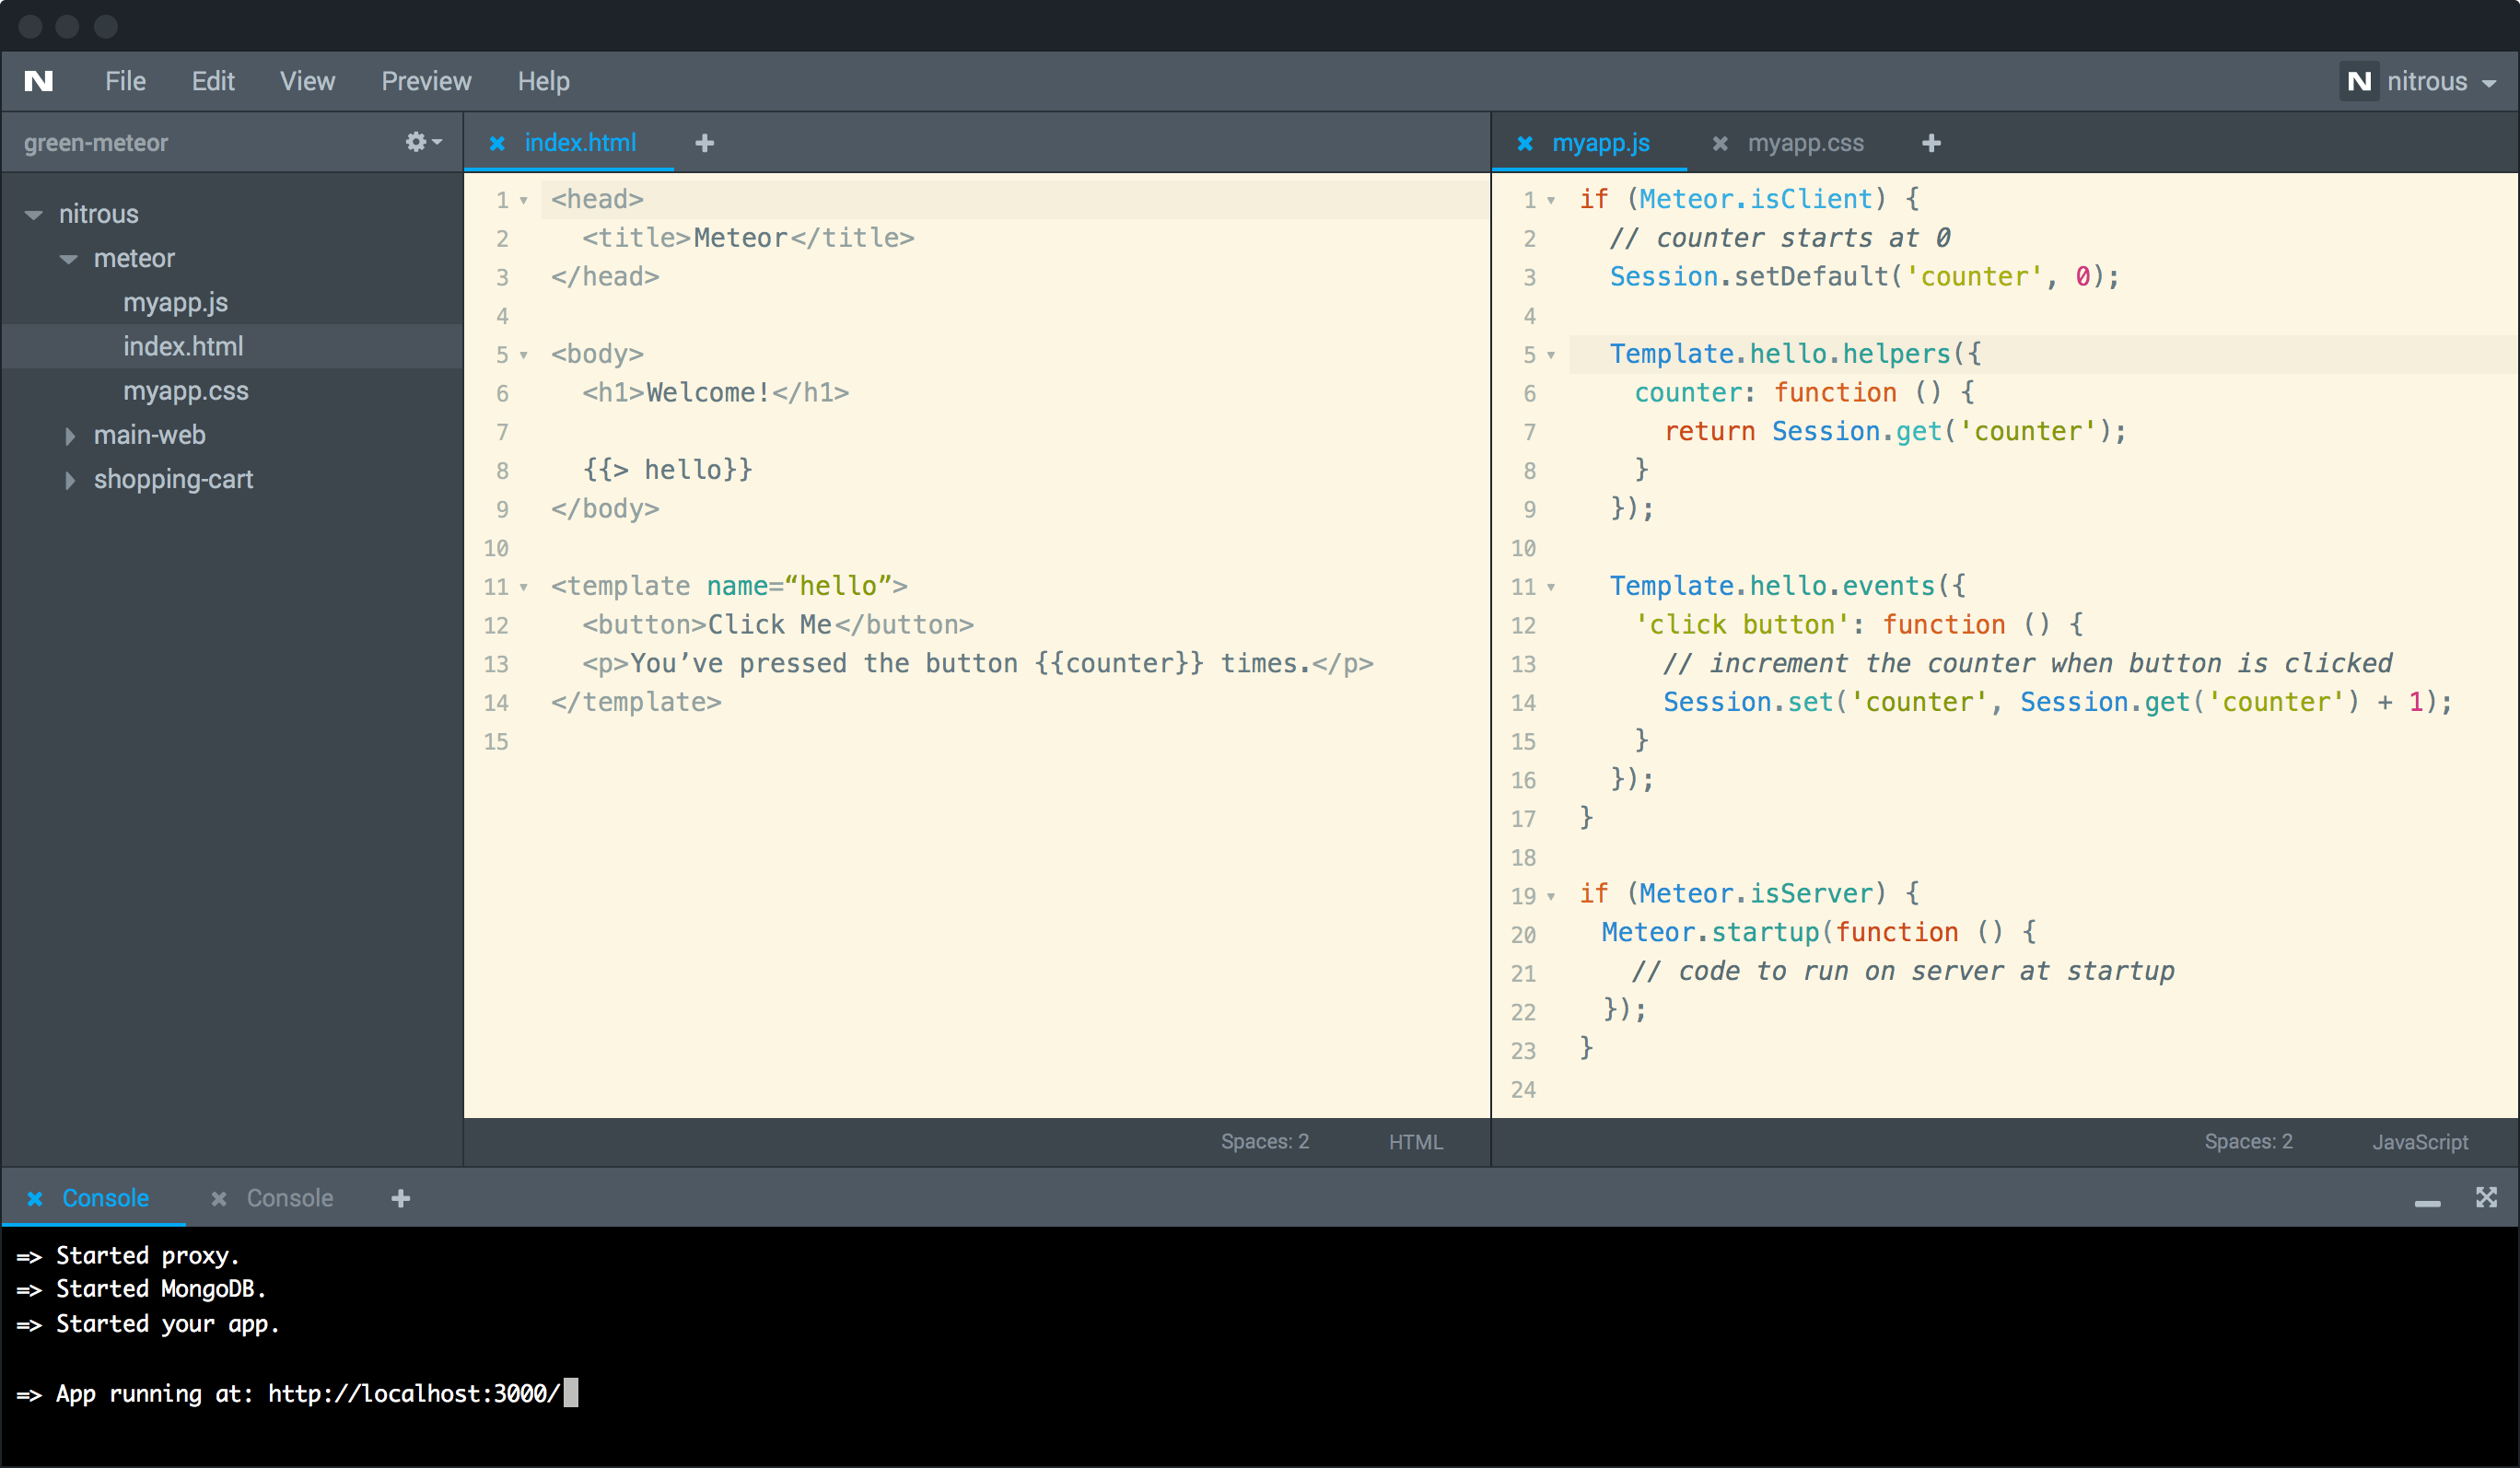 N File Edit View Preview Help N nitrous
green-meteor
nitrous
meteor
myapp.js
index.html
myapp.css
main-web
shopping-cart
index.html
1 <head>
2   <title>Meteor</title>
3 </head>
4
5 <body>
6   <h1>Welcome!</h1>
7
8   {{> hello}}
9 </body>
10
11 <template name=“hello”>
12   <button>Click Me</button>
13   <p>You’ve pressed the button {{counter}} times.</p>
14 </template>
15
Spaces: 2 HTML
myapp.js myapp.css
1 if (Meteor.isClient) {
2   // counter starts at 0
3   Session.setDefault('counter', 0);
4
5   Template.hello.helpers({
6     counter: function () {
7       return Session.get('counter');
8     }
9   });
10
11   Template.hello.events({
12     'click button': function () {
13       // increment the counter when button is clicked
14       Session.set('counter', Session.get('counter') + 1);
15     }
16   });
17 }
18
19 if (Meteor.isServer) {
20   Meteor.startup(function () {
21     // code to run on server at startup
22   });
23 }
24
Spaces: 2 JavaScript
Console Console
=> Started proxy.
=> Started MongoDB.
=> Started your app.
=> App running at: http://localhost:3000/